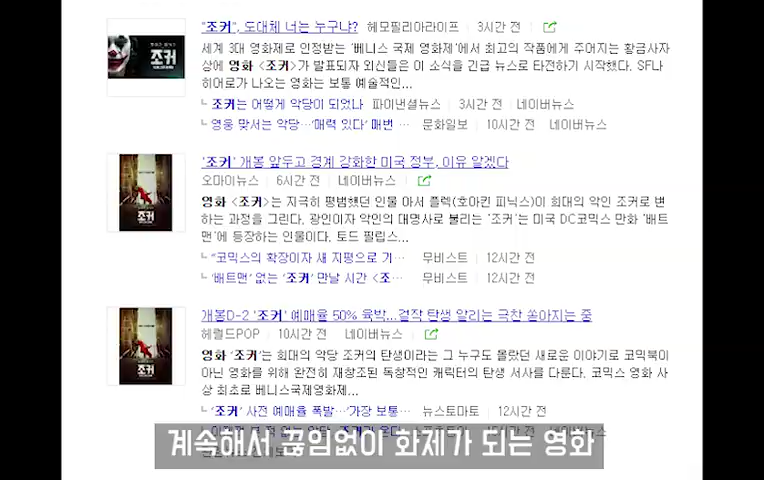 "조커", 도대체 너는 누구냐? 헤모필리아라이프 3시간 전
세계 3대 영화제로 인정받는 '베니스 국제 영화제'에서 최고의 작품에게 주어지는 황금사자
상에 영화 <조커>가 발표되자 외신들은 이 소식을 긴급 뉴스로 타전하기 시작했다. SF나
히어로가 나오는 영화는 보통 예술적인...
조커는 어떻게 악당이 되었나 파이낸셜뉴스 3시간 전 네이버뉴스
영웅 맞서는 악당…'매력 있다' 매번 … 문화일보 10시간 전 네이버뉴스
조커
'조커' 개봉 앞두고 경계 강화한 미국 정부, 이유 알겠다
오마이뉴스 6시간 전 네이버뉴스
영화 <조커>는 지극히 평범했던 인물 아서 플렉(호아킨 피닉스)이 희대의 악인 조커로 변
하는 과정을 그린다. 광인이자 악인의 대명사로 불리는 '조커'는 미국 DC코믹스 만화 '배트
맨'에 등장하는 인물이다. 토드 필립스...
"코믹스의 확장이자 새 지평으로 기… 무비스트 12시간 전
'배트맨' 없는 '조커' 만날 시간 <조… 무비스트 12시간 전
조커
개봉D-2 '조커' 예매율 50% 육박...걸작 탄생 알리는 극찬 쏟아지는 중
헤럴드POP 10시간 전 네이버뉴스
영화 '조커'는 희대의 악당 조커의 탄생이라는 그 누구도 몰랐던 새로운 이야기로 코믹북이
아닌 영화를 위해 완전히 재창조된 독창적인 캐릭터의 탄생 서사를 다룬다. 코믹스 영화 사
상 최초로 베니스국제영화제...
조커
'조커' 사전 예매율 폭발…'가장 보통… 뉴스토마토 12시간 전
계속해서 끊임없이 화제가 되는 영화